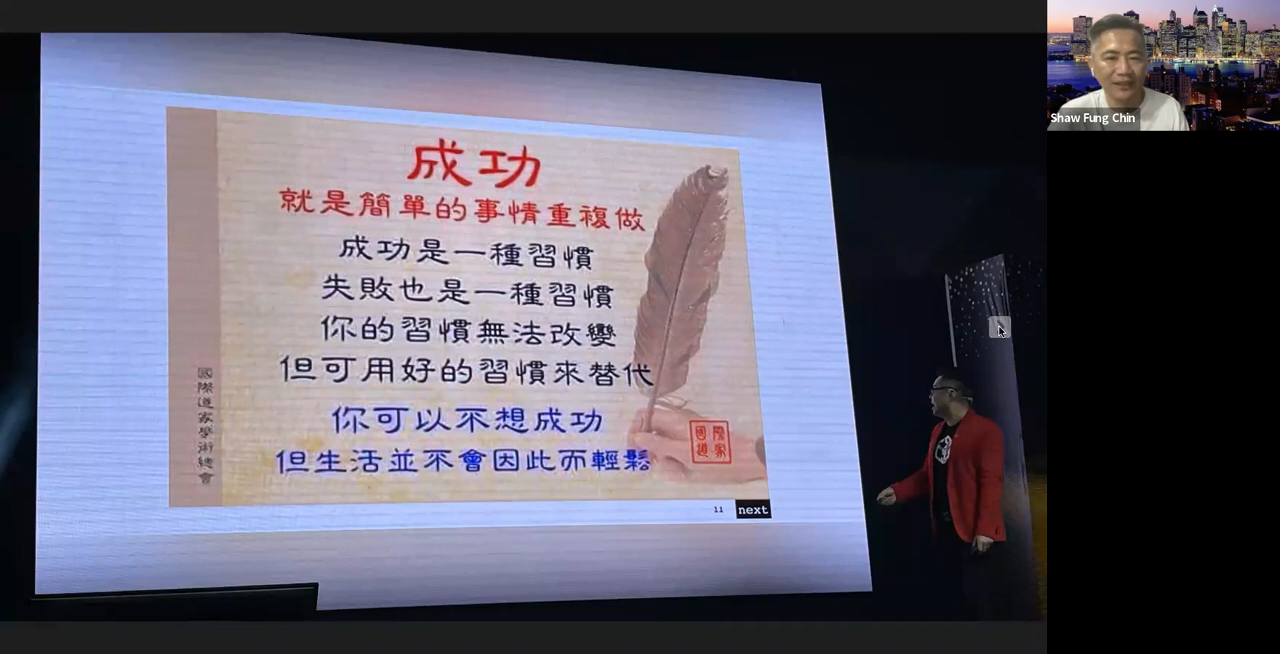 成功
就是簡單的事情重複做
成功是一種習慣
失敗也是一種習慣
你的習慣無法改變
但可用好的習慣來替代
你可以不想成功
但生活並不會因此而輕鬆
國際道家學術總會
國際
道家
11
next
Shaw Fung Chin